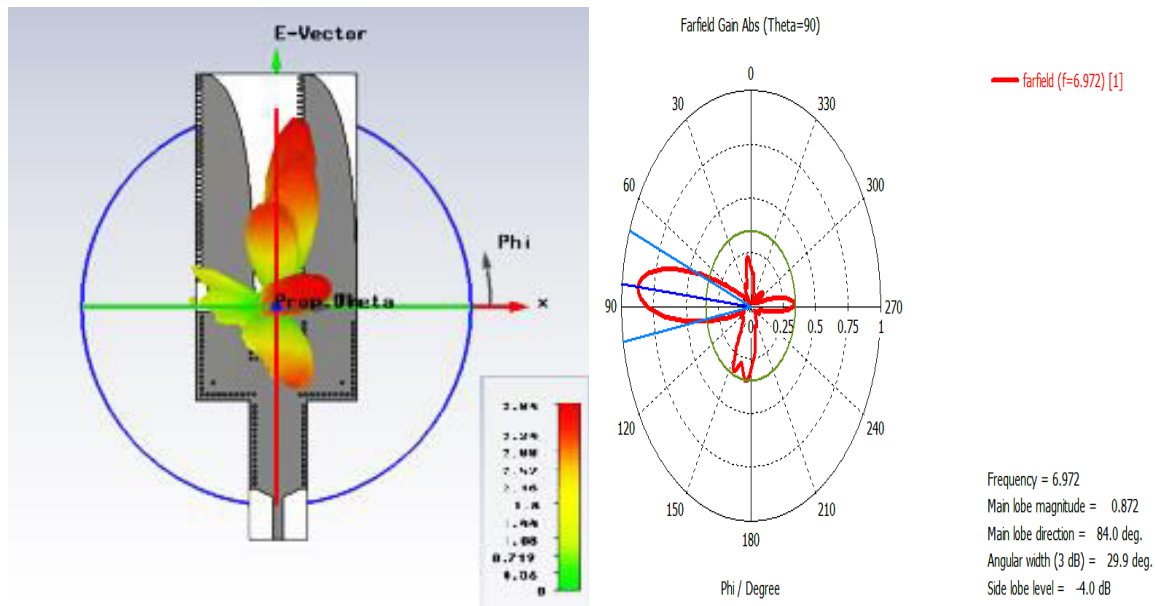 E-Vector
Phi
x
0.719
0
Farfield Gain Abs (Theta=90)
farfield (f=6.972) [1]
0
30
330
60
300
90
0
0.25
0.5
0.75
1
270
120
240
150
210
180
Phi / Degree
Frequency = 6.972
Main lobe magnitude = 0.872
Main lobe direction = 84.0 deg.
Angular width (3 dB) = 29.9 deg.
Side lobe level = -4.0 dB